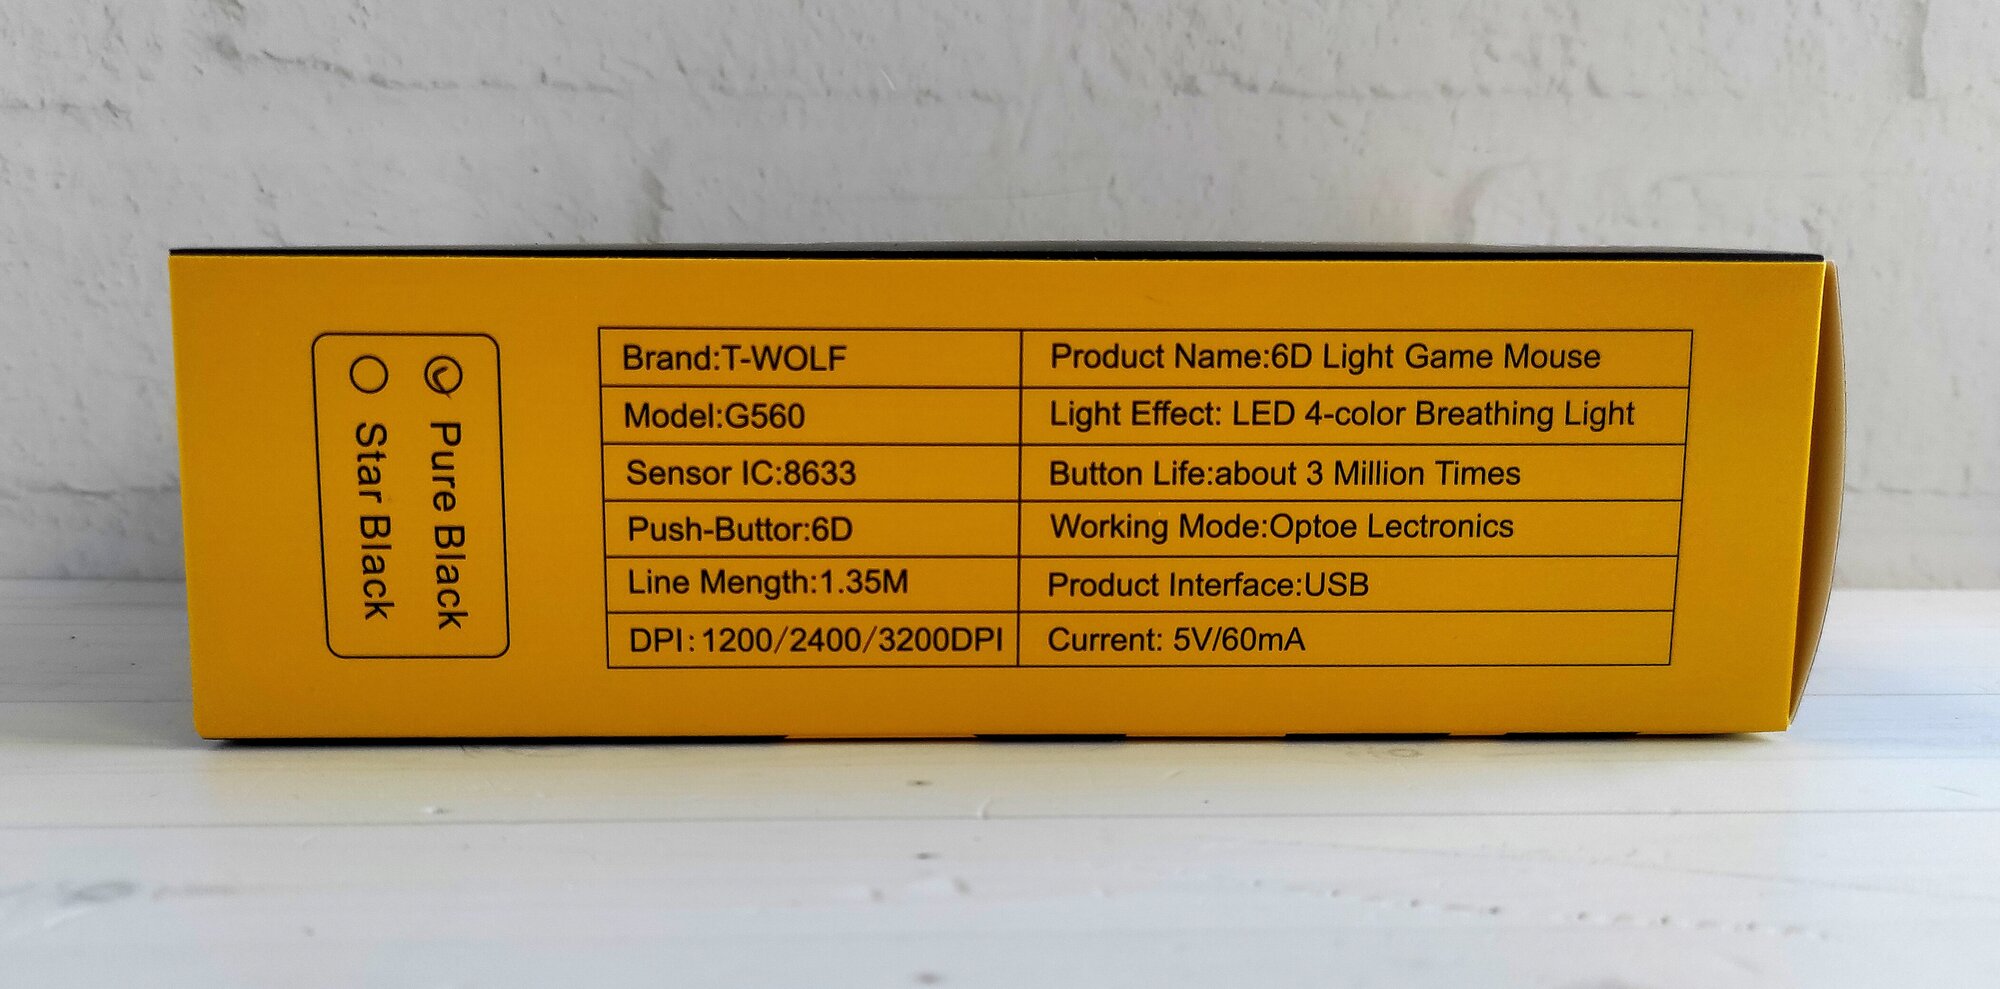 Pure Black
Star Black
Brand:T-WOLF
Product Name:6D Light Game Mouse
Model:G560
Light Effect: LED 4-color Breathing Light
Sensor IC:8633
Button Life:about 3 Million Times
Push-Buttor:6D
Working Mode:Optoe Lectronics
Line Mength:1.35M
Product Interface:USB
DPI:1200/2400/3200DPI
Current: 5V/60mA